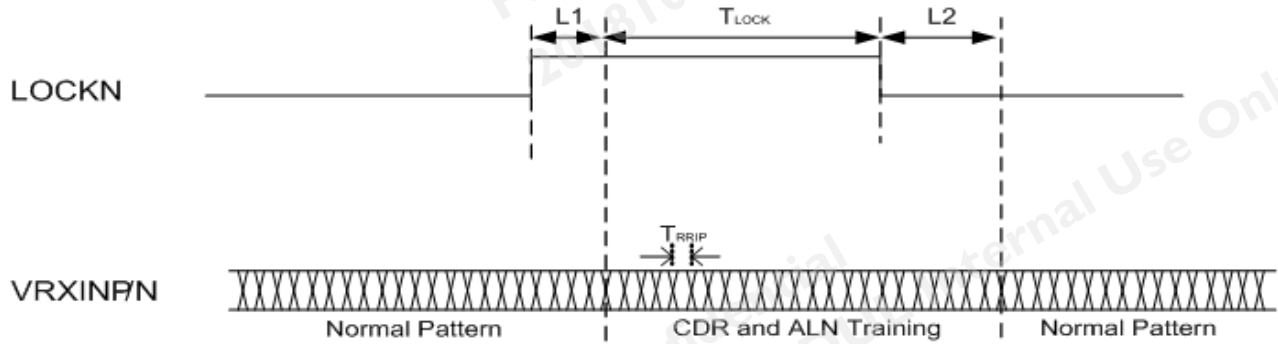 L1 TLOCK L2
LOCKN
TRRIP
VRXINP/N
Normal Pattern CDR and ALN Training Normal Pattern